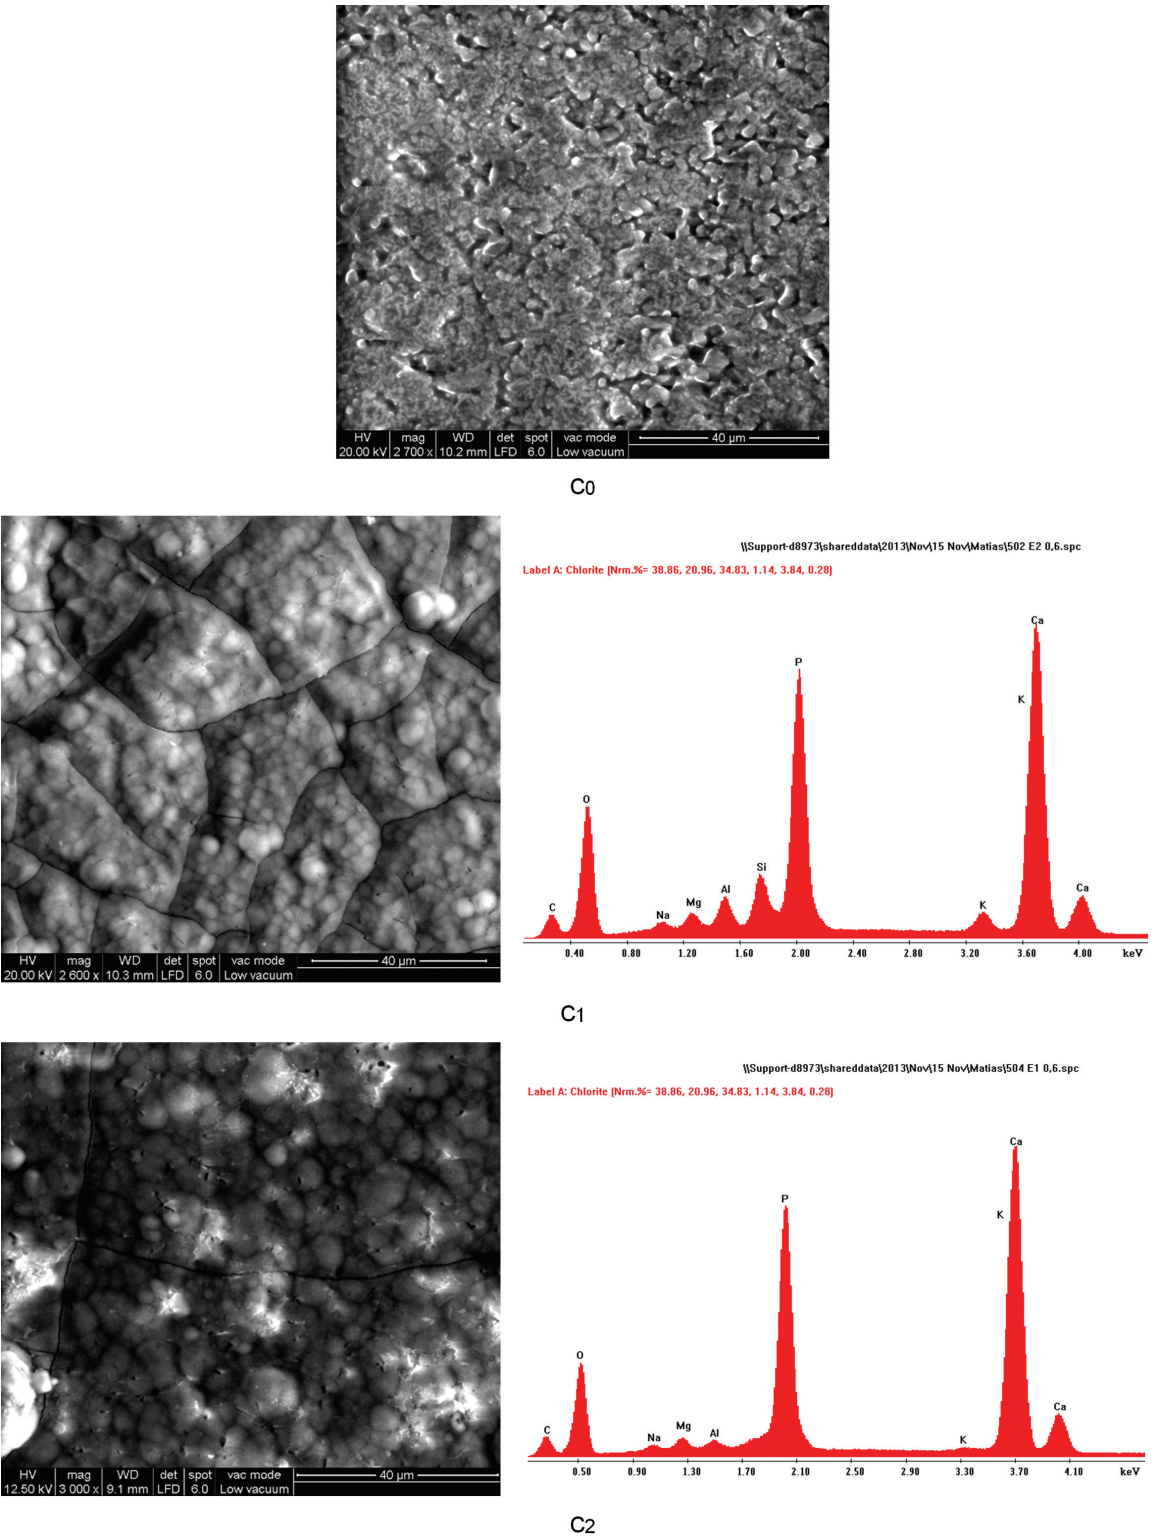 HV mag WD det spot vac mode 40 µm
20.00 kV 2 700 x 10.2 mm LFD 6.0 Low vacuum
C0
\\Support-d8973\shareddata\2013\Nov\15 Nov\Matias\502 E2 0,6.spc
Label A: Chlorite (Nrm.%= 38.86, 20.96, 34.83, 1.14, 3.84, 0.28)
Ca
P
K
O
Si
Al
Ca
C
Mg
K
Na
0.40 0.80 1.20 1.60 2.00 2.40 2.80 3.20 3.60 4.00 keV
HV mag WD det spot vac mode 40 µm
20.00 kV 2 600 x 10.3 mm LFD 6.0 Low vacuum
C1
\\Support-d8973\shareddata\2013\Nov\15 Nov\Matias\504 E1 0,6.spc
Label A: Chlorite (Nrm.%= 38.86, 20.96, 34.83, 1.14, 3.84, 0.28)
Ca
P
K
O
Ca
C
Mg
Na
Al
K
0.50 0.90 1.30 1.70 2.10 2.50 2.90 3.30 3.70 4.10 keV
HV mag WD det spot vac mode 40 µm
12.50 kV 3 000 x 9.1 mm LFD 6.0 Low vacuum
C2